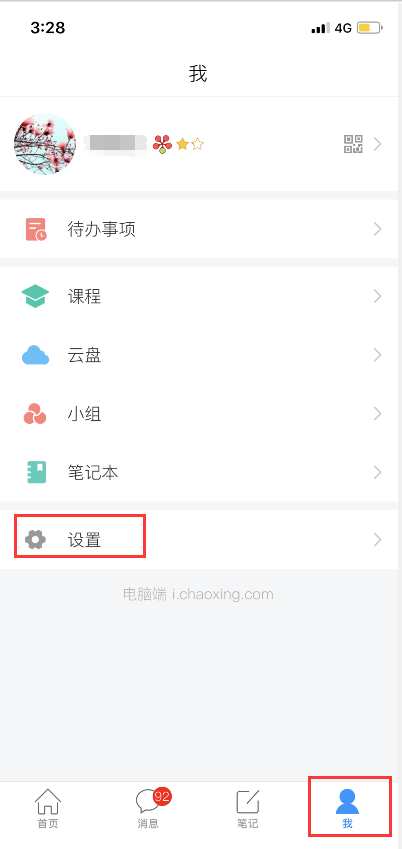 3:28
4G
我
待办事项
课程
云盘
小组
笔记本
设置
电脑端 i.chaoxing.com
92
首页
消息
笔记
我